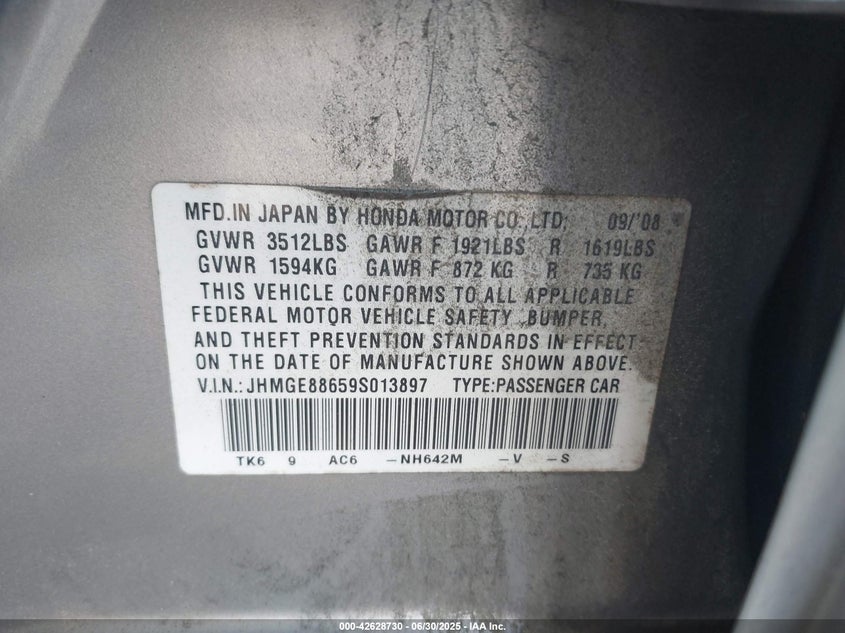 MFD.IN JAPAN BY HONDA MOTOR CO.,LTD; 09/'08
GVWR 3512LBS GAWR F 1921LBS R 1619LBS
GVWR 1594KG GAWR F 872 KG R 735 KG
THIS VEHICLE CONFORMS TO ALL APPLICABLE
FEDERAL MOTOR VEHICLE SAFETY ,BUMPER,
AND THEFT PREVENTION STANDARDS IN EFFECT
ON THE DATE OF MANUFACTURE SHOWN ABOVE.
V.I.N.:JHMGE88659S013897 TYPE:PASSENGER CAR
TK6 9 AC6 -NH642M -V -S
000-42628730 - 06/30/2025 - IAA Inc.